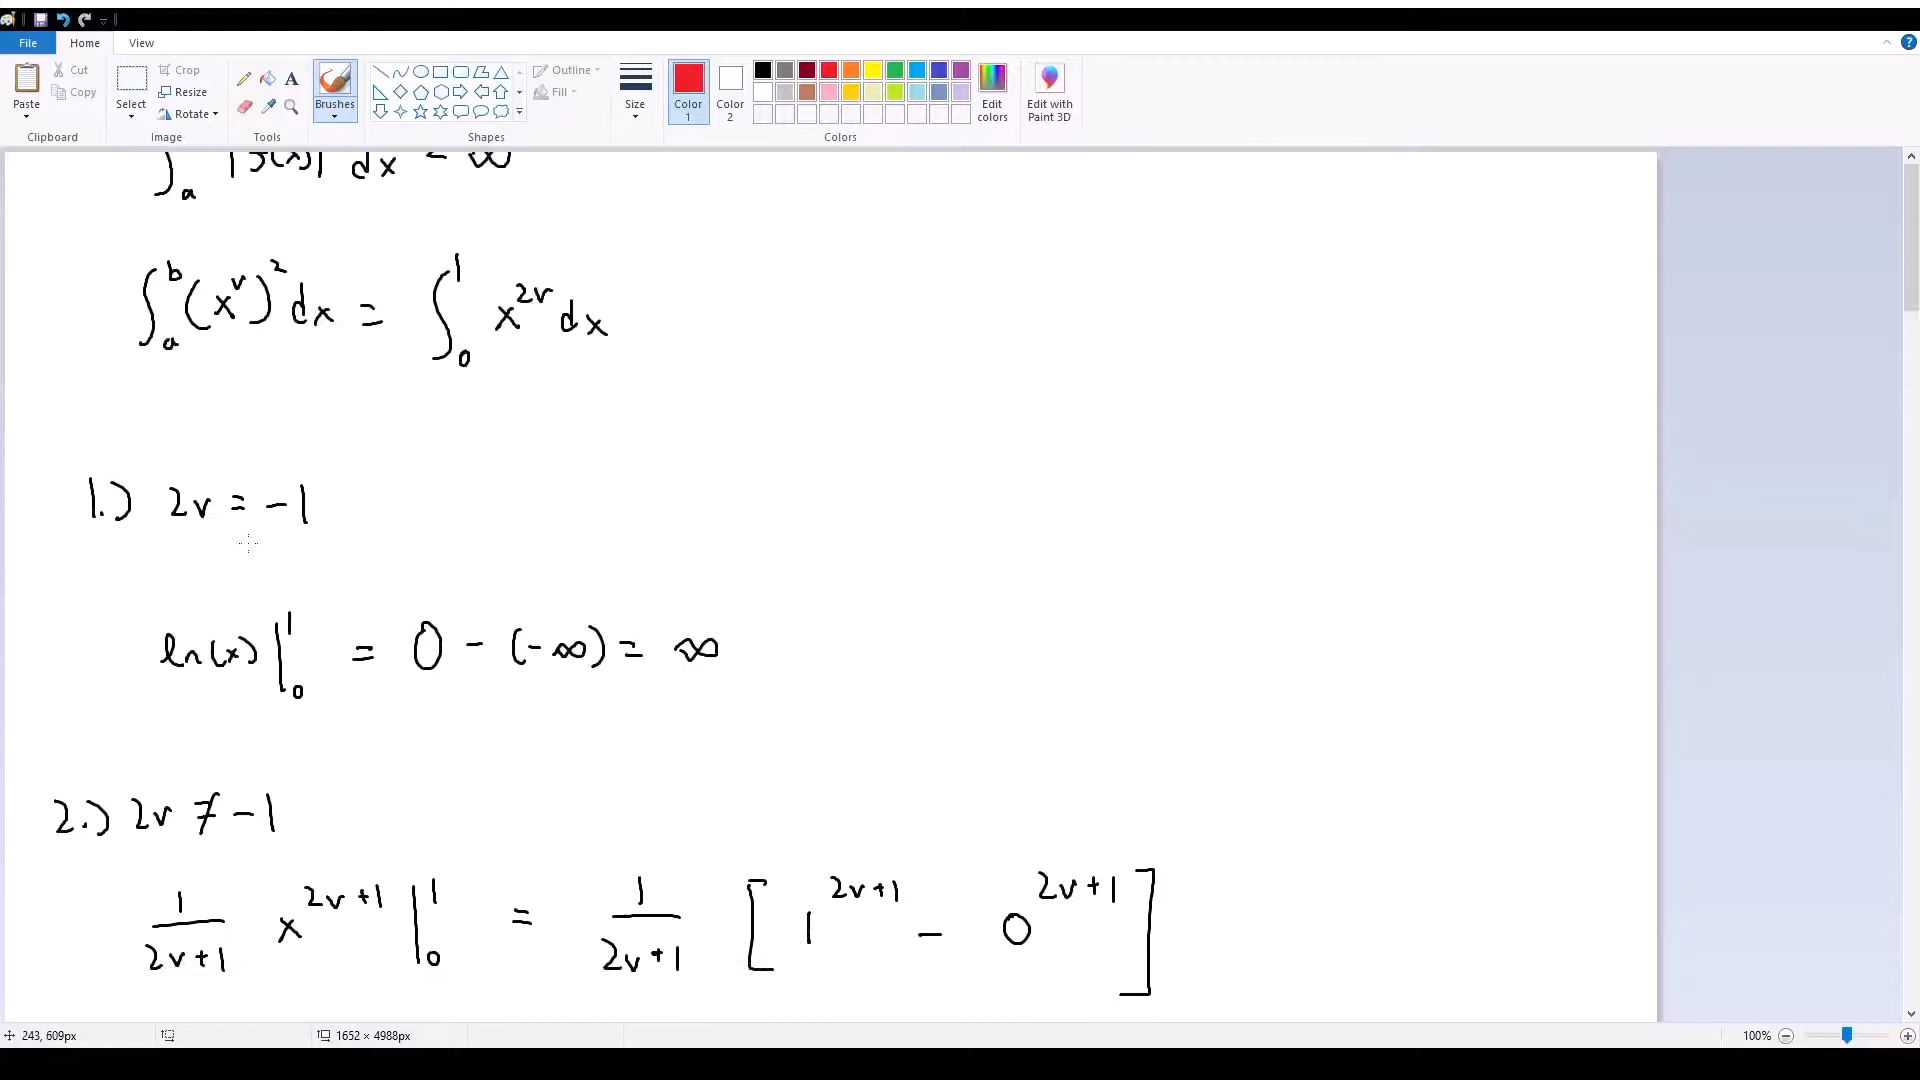 File Home View
Paste Cut Copy Clipboard
Select Crop Resize Rotate Image
A Tools
Brushes
Shapes
Outline Fill
Size
Color 1 Color 2 Edit colors Colors
Edit with Paint 3D
∫_a |f(x)| dx = ∞
∫_a^b (x^v)^2 dx = ∫_0^1 x^{2v} dx
1.) 2v = -1
ln(x) |_0^1 = 0 - (-∞) = ∞
2.) 2v ≠ -1
1/(2v+1) x^{2v+1} |_0^1 = 1/(2v+1) [1^{2v+1} - 0^{2v+1}]
243, 609px 1652 × 4988px 100%